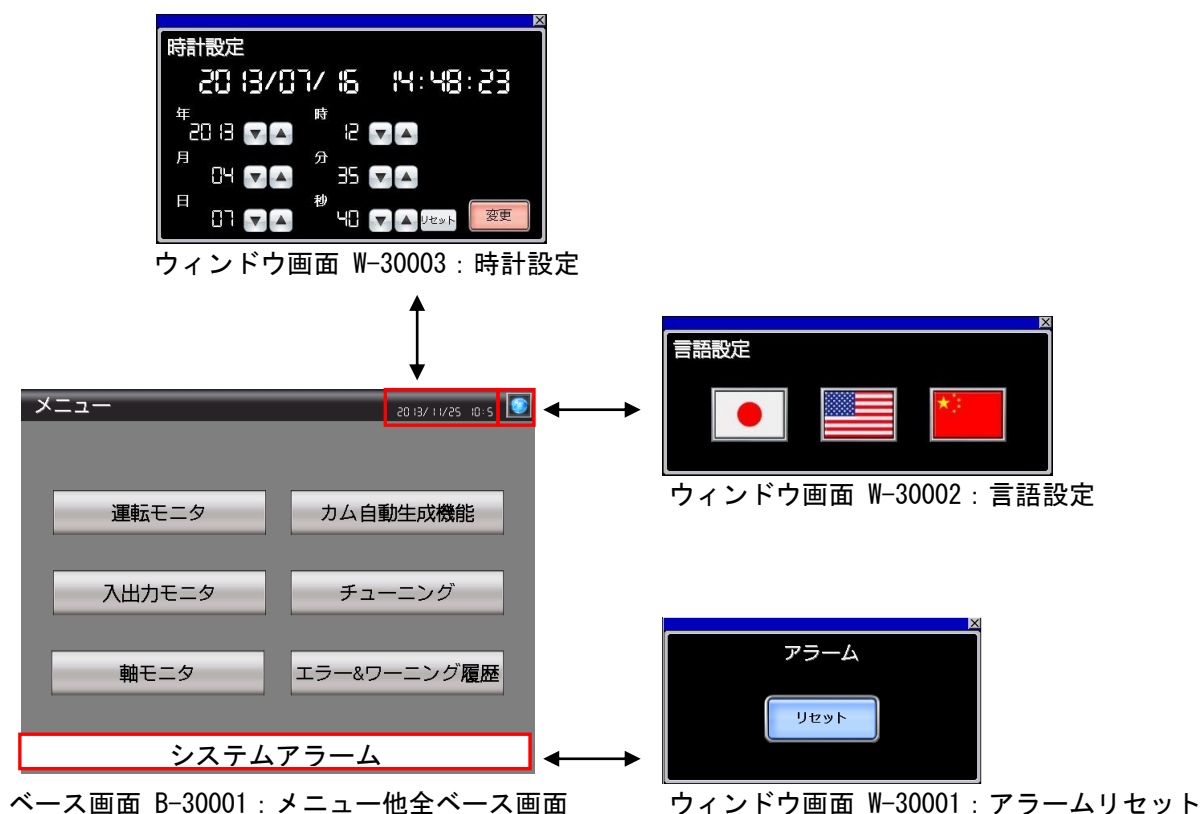 時計設定
2013/07/16 14:48:23
年 時
2013 ▼ ▲ 12 ▼ ▲
月 分
04 ▼ ▲ 35 ▼ ▲
日 秒
07 ▼ ▲ 40 ▼ ▲ リセット 変更
ウィンドウ画面 W-30003：時計設定
言語設定
ウィンドウ画面 W-30002：言語設定
メニュー 2013/11/25 10:5
運転モニタ カム自動生成機能
入出力モニタ チューニング
軸モニタ エラー&ワーニング履歴
システムアラーム
ベース画面 B-30001：メニュー他全ベース画面
アラーム
リセット
ウィンドウ画面 W-30001：アラームリセット